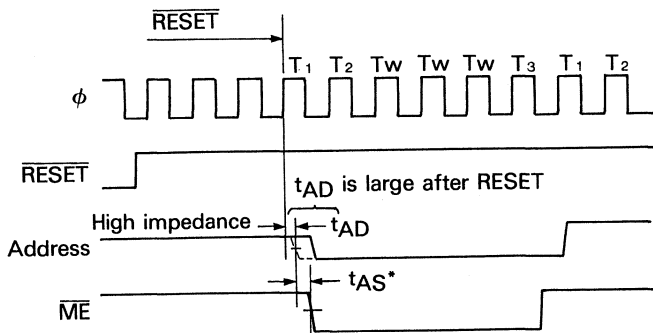 RESET
T1 T2 Tw Tw Tw T3 T1 T2
ϕ
RESET
tAD is large after RESET
High impedance
tAD
Address
tAS*
ME